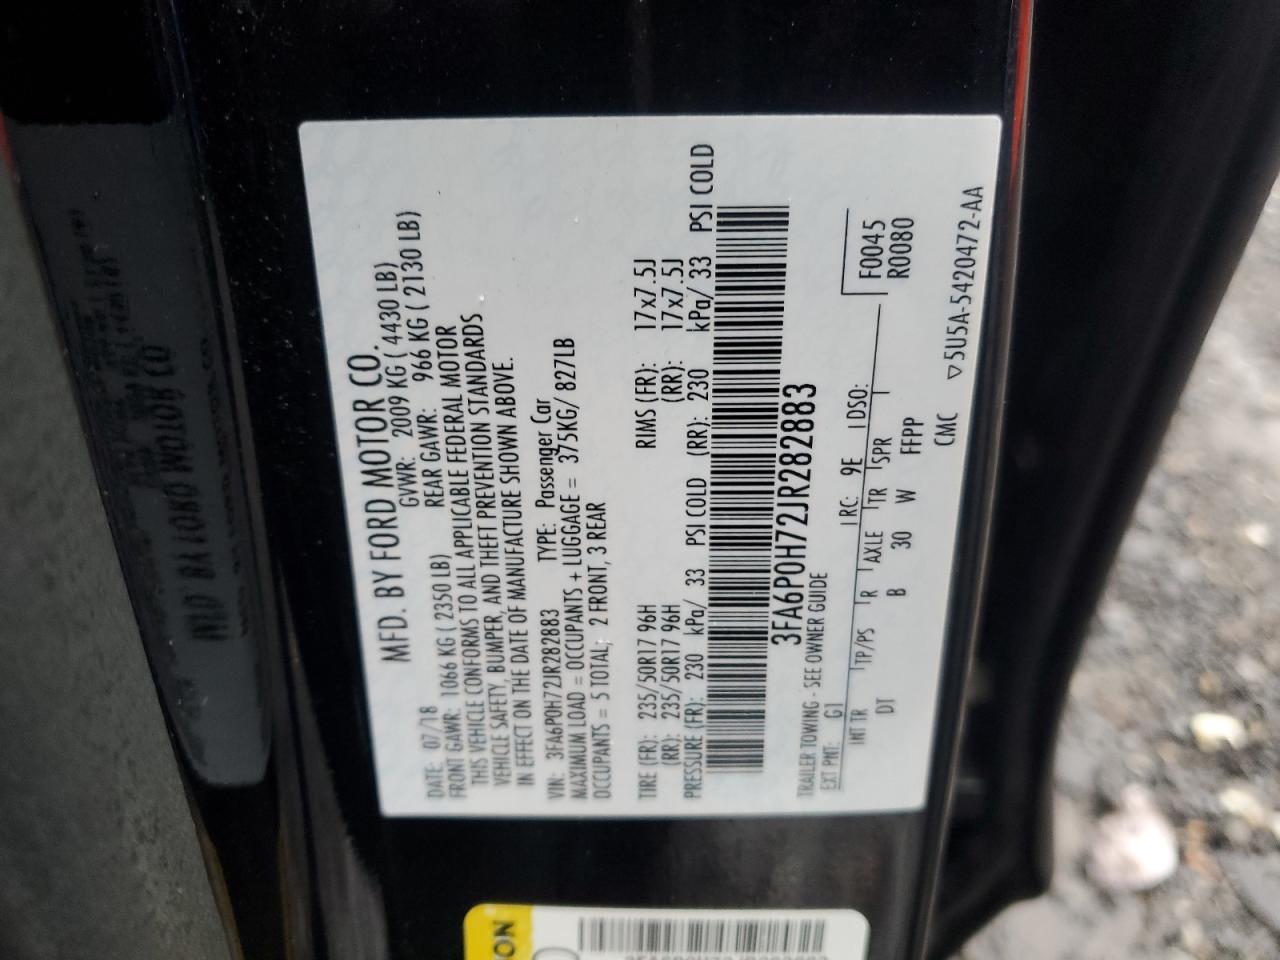 MFD. BY FORD MOTOR CO.
DATE: 07/18 GVWR: 2009 KG ( 4430 LB)
FRONT GAWR: 1066 KG ( 2350 LB) REAR GAWR: 966 KG ( 2130 LB)
THIS VEHICLE CONFORMS TO ALL APPLICABLE FEDERAL MOTOR
VEHICLE SAFETY, BUMPER, AND THEFT PREVENTION STANDARDS
IN EFFECT ON THE DATE OF MANUFACTURE SHOWN ABOVE.
VIN: 3FA6P0H72JR282883 TYPE: Passenger Car
MAXIMUM LOAD = OCCUPANTS + LUGGAGE = 375KG/ 827LB
OCCUPANTS = 5 TOTAL; 2 FRONT, 3 REAR
TIRE (FR): 235/50R17 96H RIMS (FR): 17x7.5J
(RR): 235/50R17 96H (RR): 17x7.5J
PRESSURE (FR): 230 kPa/ 33 PSI COLD (RR): 230 kPa/ 33 PSI COLD
3FA6P0H72JR282883
TRAILER TOWING - SEE OWNER GUIDE
EXT PNT: G1 RC: 9E DSO: F0045
INT TR TP/PS R AXLE TR SPR R0080
DT B 30 W FFPP
CMC ▽5U5A-5420472-AA